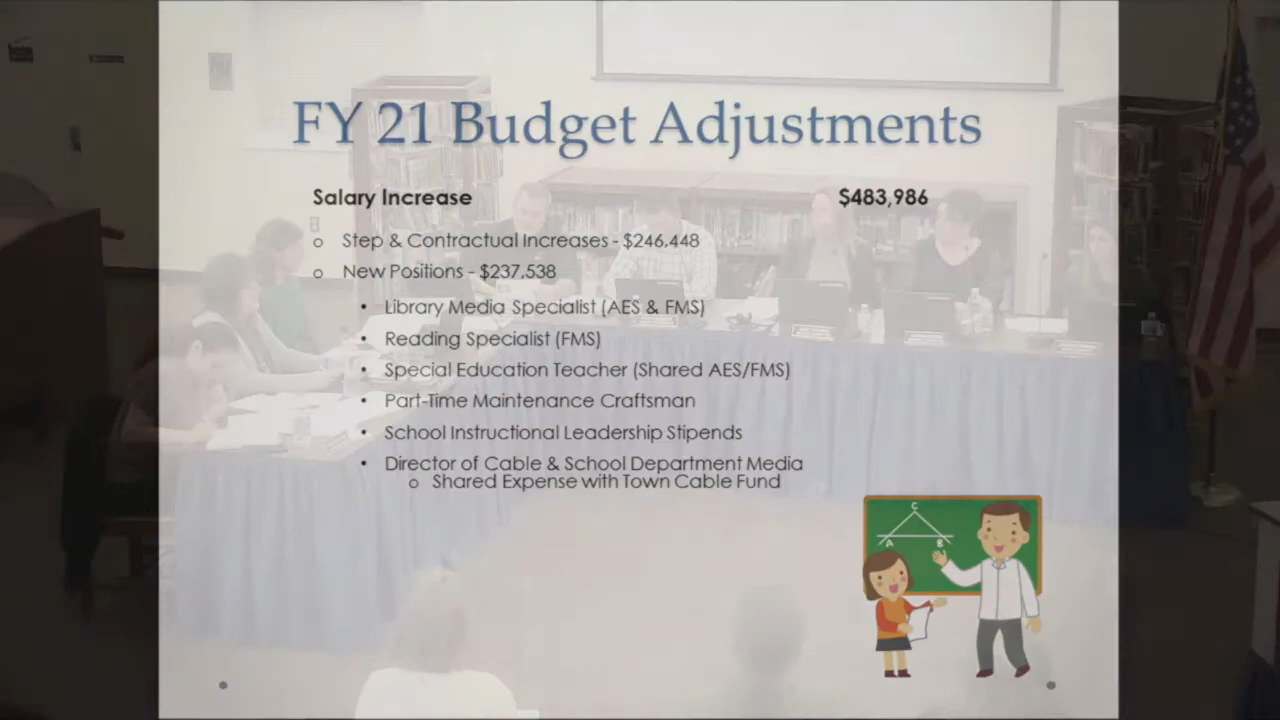 FY 21 Budget Adjustments
Salary Increase $483,986
o Step & Contractual Increases - $246,448
o New Positions - $237,538
• Library Media Specialist (AES & FMS)
• Reading Specialist (FMS)
• Special Education Teacher (Shared AES/FMS)
• Part-Time Maintenance Craftsman
• School Instructional Leadership Stipends
• Director of Cable & School Department Media
o Shared Expense with Town Cable Fund
C
A B